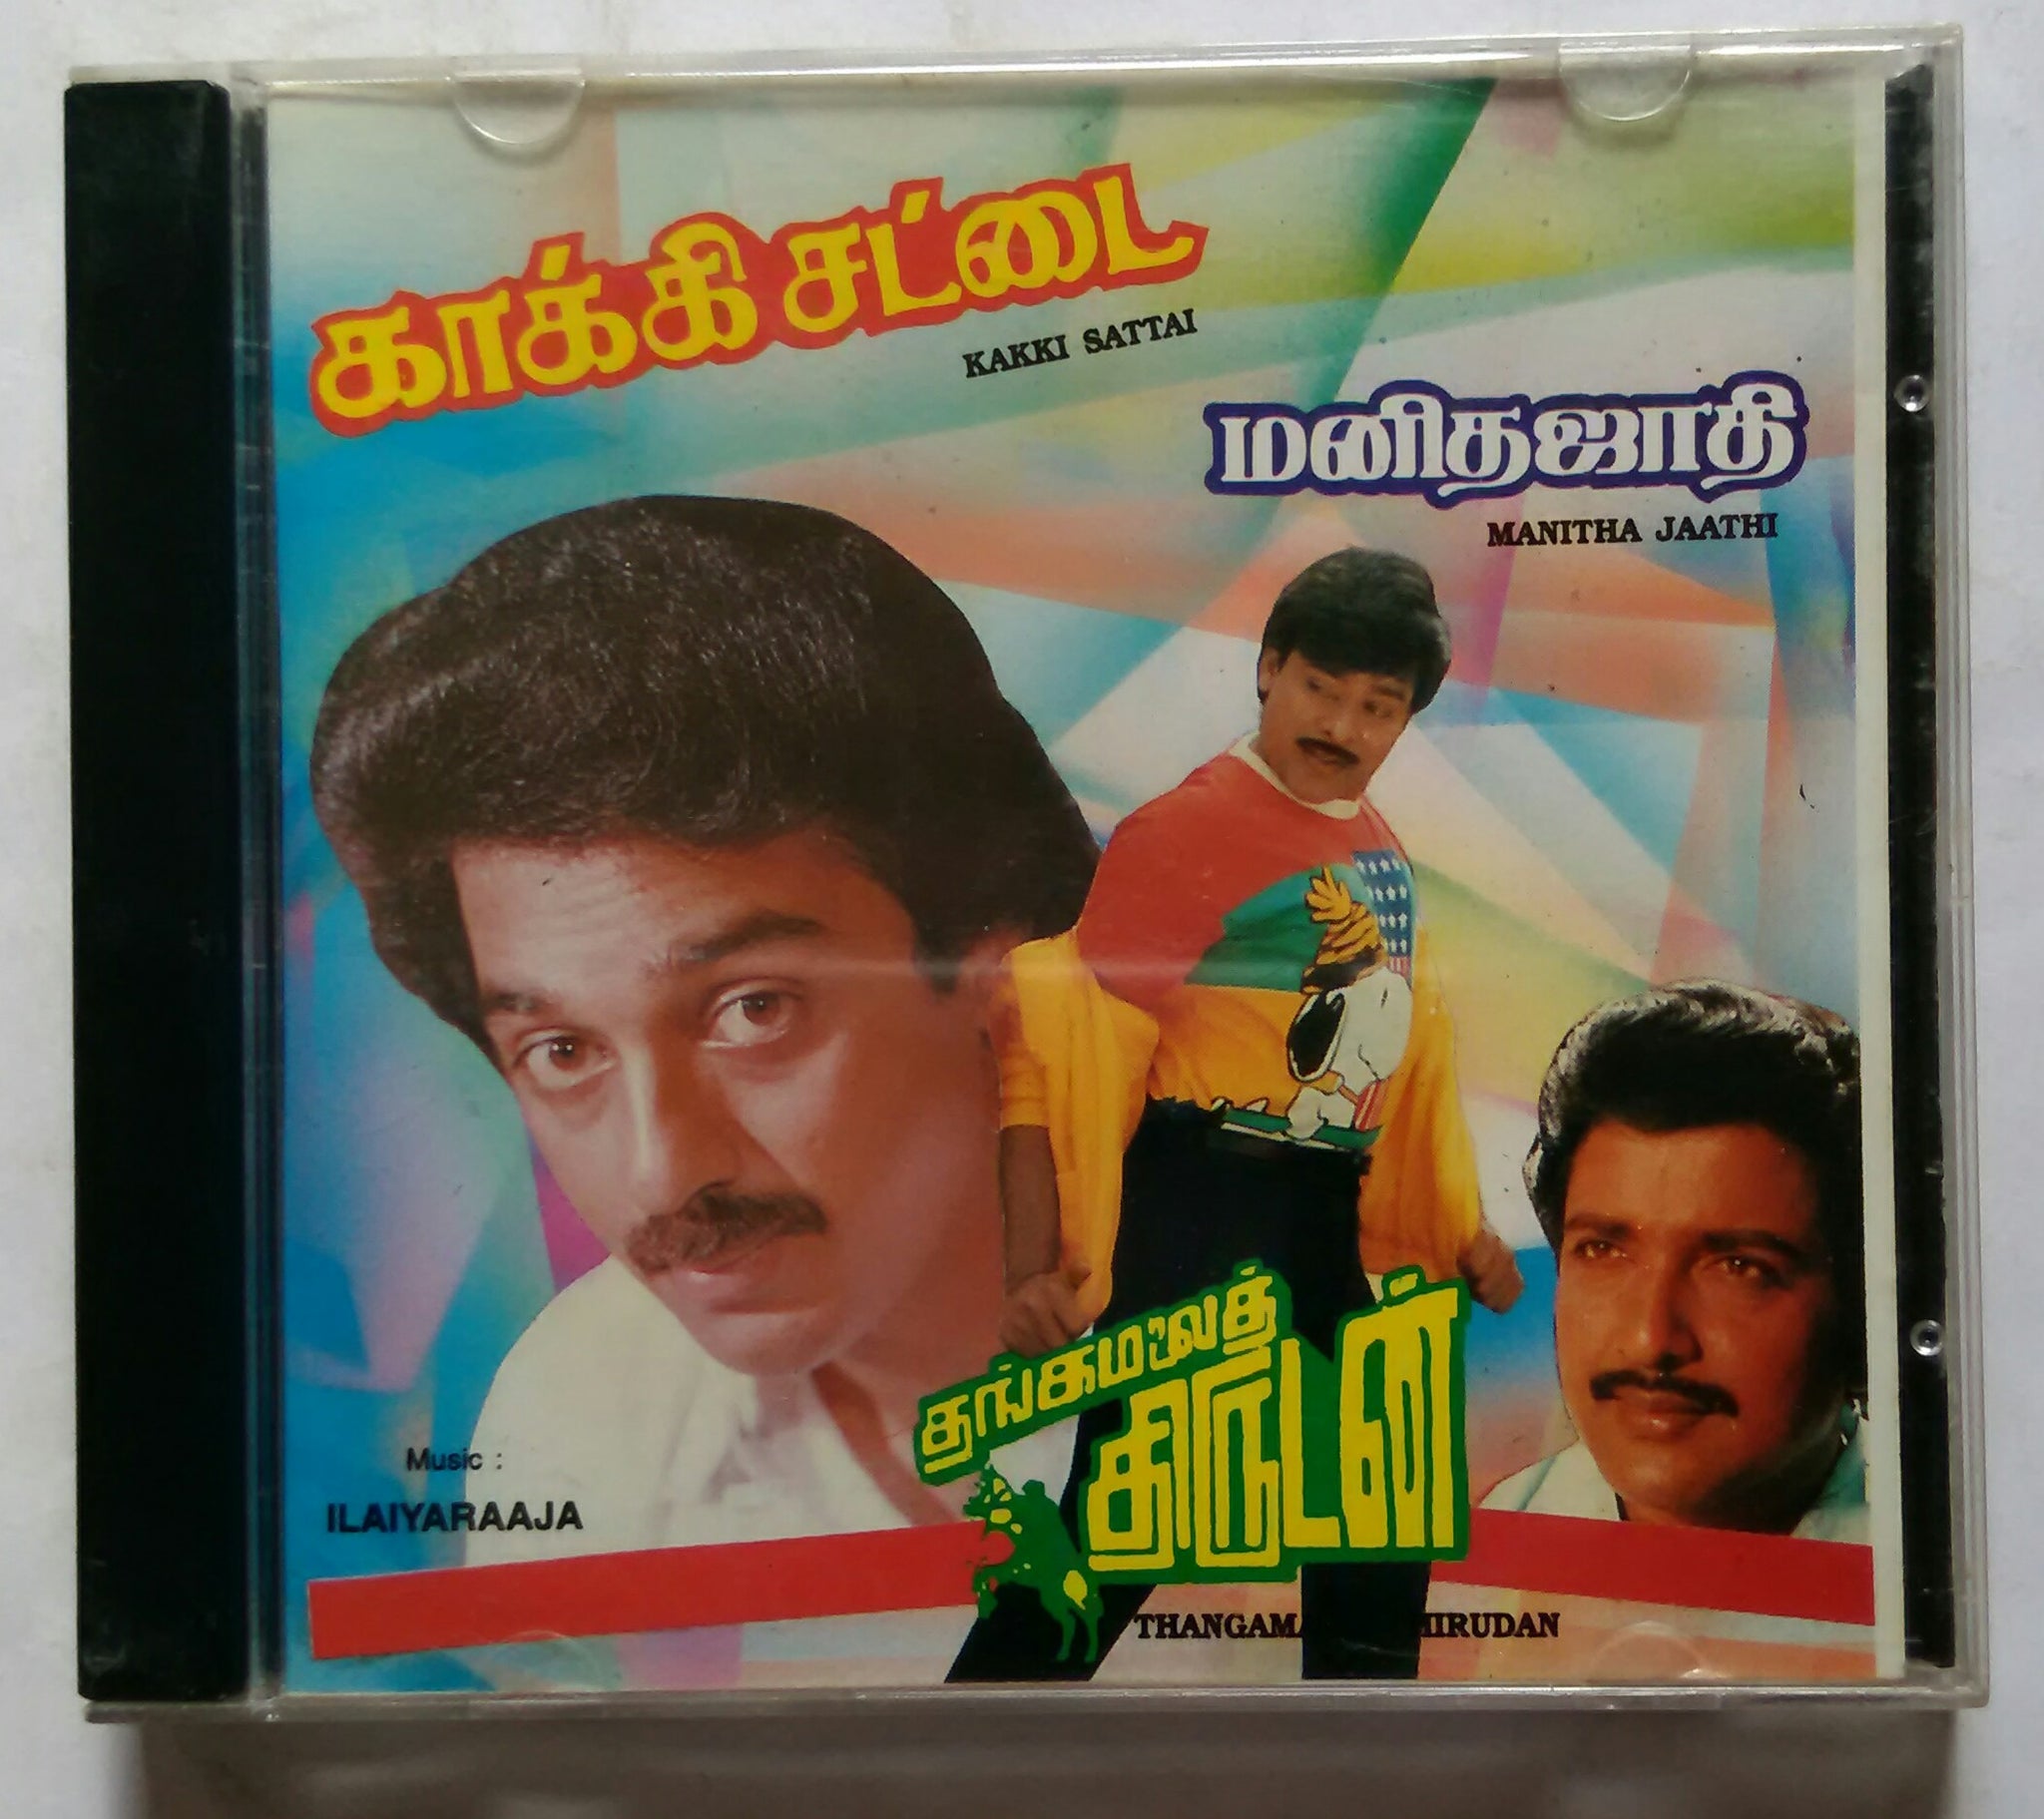 காக்கி சட்டை
KAKKI SATTAI
மனிதஜாதி
MANITHA JAATHI
தங்கமலைத்
திருடன்
Music :
ILAIYARAAJA